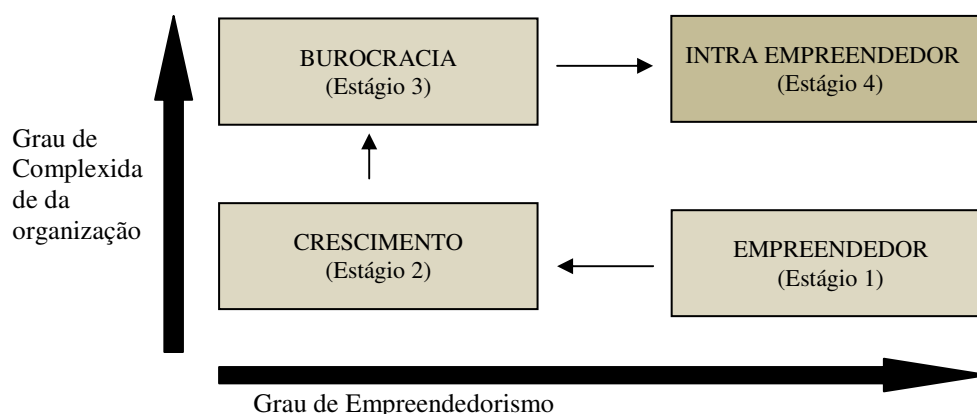 BUROCRACIA
(Estágio 3)
INTRA EMPREENDEDOR
(Estágio 4)
Grau de
Complexida
de da
organização
CRESCIMENTO
(Estágio 2)
EMPREENDEDOR
(Estágio 1)
Grau de Empreendedorismo